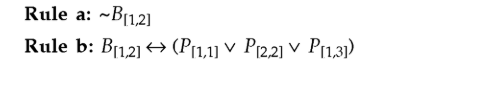 Rule a: ~B[1,2]
Rule b: B[1,2] ↔ (P[1,1] ∨ P[2,2] ∨ P[1,3])